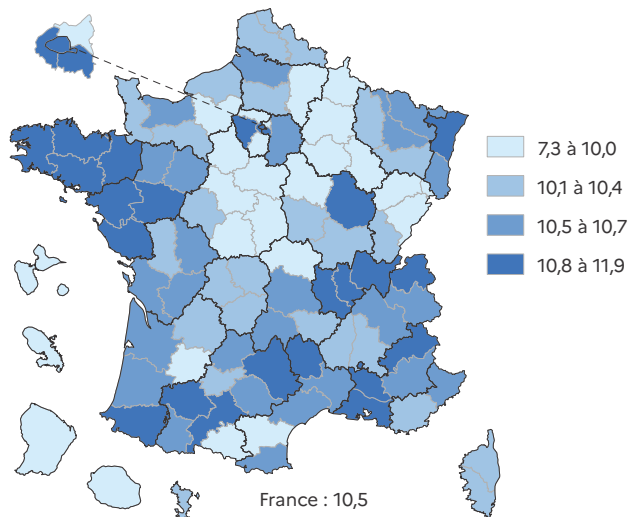 7,3 à 10,0
10,1 à 10,4
10,5 à 10,7
10,8 à 11,9
France : 10,5